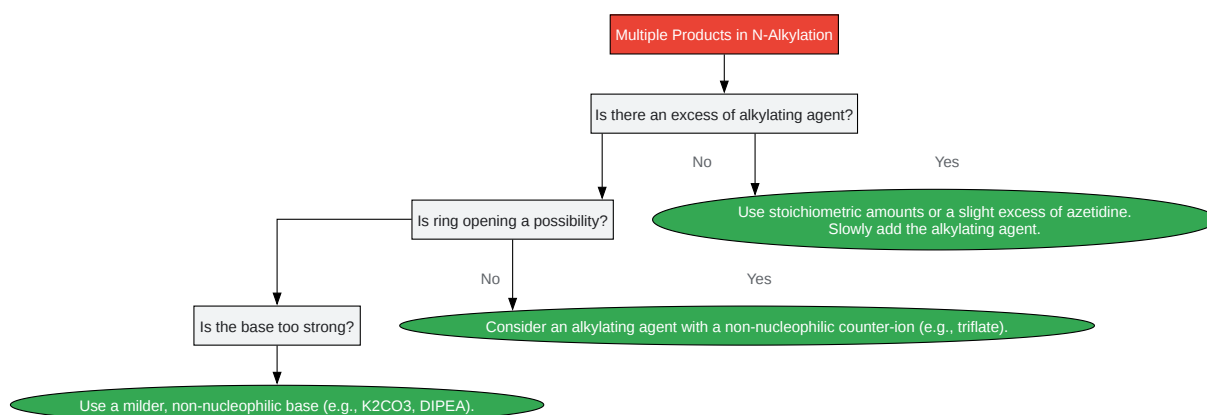 Multiple Products in N-Alkylation
Is there an excess of alkylating agent?
No
Yes
Use stoichiometric amounts or a slight excess of azetidine.
Slowly add the alkylating agent.
Is ring opening a possibility?
No
Yes
Consider an alkylating agent with a non-nucleophilic counter-ion (e.g., triflate).
Is the base too strong?
Use a milder, non-nucleophilic base (e.g., K2CO3, DIPEA).